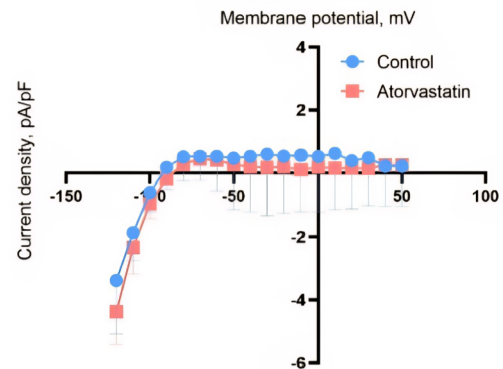 Membrane potential, mV
Current density, pA/pF
4
Control
2
Atorvastatin
-150
-100
-50
50
100
-2
-4
-6